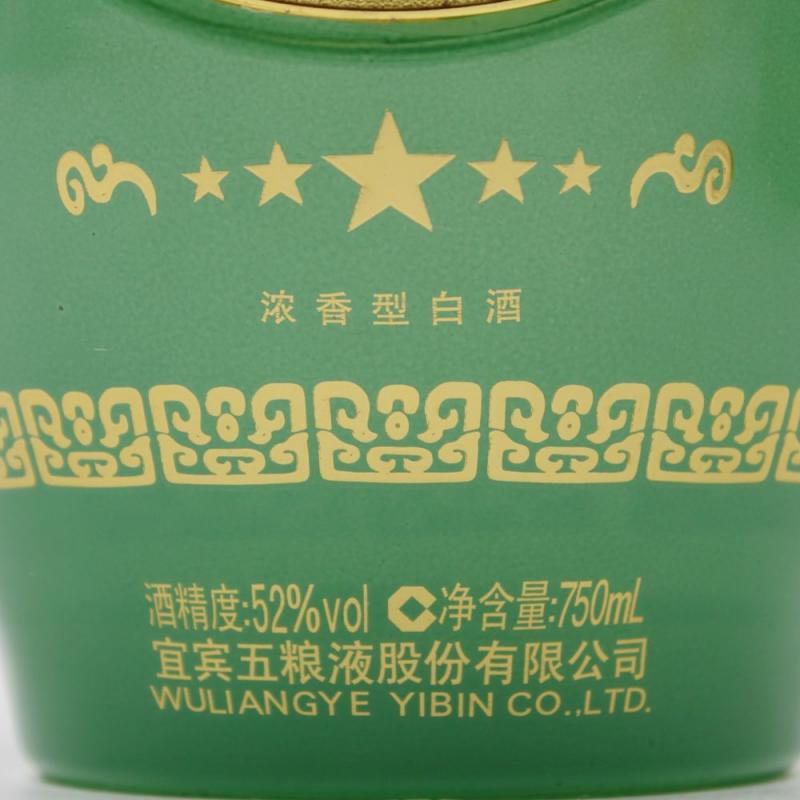 浓香型白酒
酒精度:52%vol 净含量:750mL
宜宾五粮液股份有限公司
WULIANGYE YIBIN CO.,LTD.